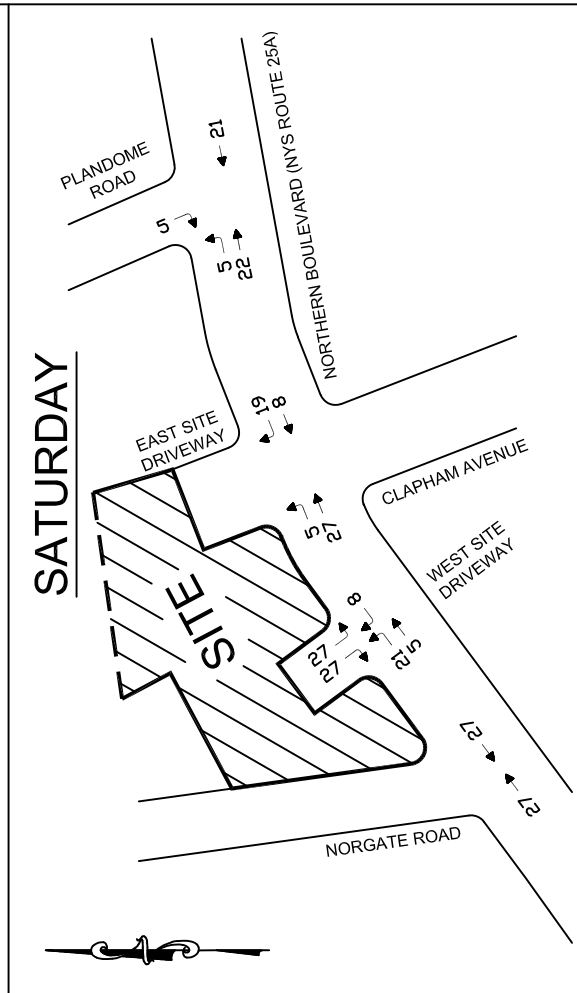 SATURDAY
PLANDOME
ROAD
21
5
5
22
NORTHERN BOULEVARD (NYS ROUTE 25A)
EAST SITE
DRIVEWAY
19
8
5
27
CLAPHAM AVENUE
WEST SITE
DRIVEWAY
SITE
8
27
27
21
5
27
27
NORGATE ROAD
N